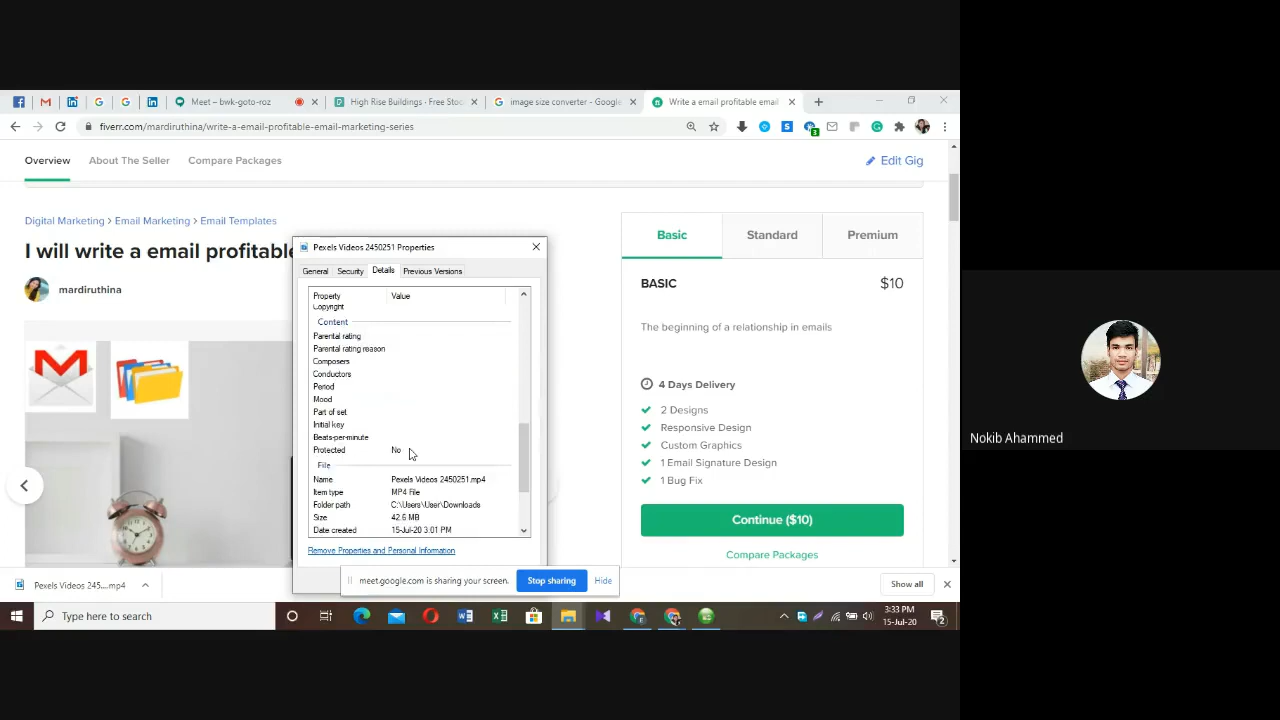 Meet – bwk-goto-roz
High Rise Buildings - Free Stoc
image size converter - Google
Write a email profitable email
fiverr.com/mardiruthina/write-a-email-profitable-email-marketing-series
3
Overview
About The Seller
Compare Packages
Edit Gig
Digital Marketing > Email Marketing > Email Templates
I will write a email profitable
mardiruthina
Pexels Videos 2450251 Properties
General
Security
Details
Previous Versions
Property Value
Copyright
Content
Parental rating
Parental rating reason
Composers
Conductors
Period
Mood
Part of set
Initial key
Beats-per-minute
Protected No
File
Name Pexels Videos 2450251.mp4
Item type MP4 File
Folder path C:\Users\User\Downloads
Size 42.6 MB
Date created 15-Jul-20 3:01 PM
Remove Properties and Personal Information
Basic
Standard
Premium
BASIC $10
The beginning of a relationship in emails
4 Days Delivery
2 Designs
Responsive Design
Custom Graphics
1 Email Signature Design
1 Bug Fix
Continue ($10)
Compare Packages
Nokib Ahammed
meet.google.com is sharing your screen.
Stop sharing
Hide
Pexels Videos 245....mp4
Show all
Type here to search
3:33 PM
15-Jul-20
2